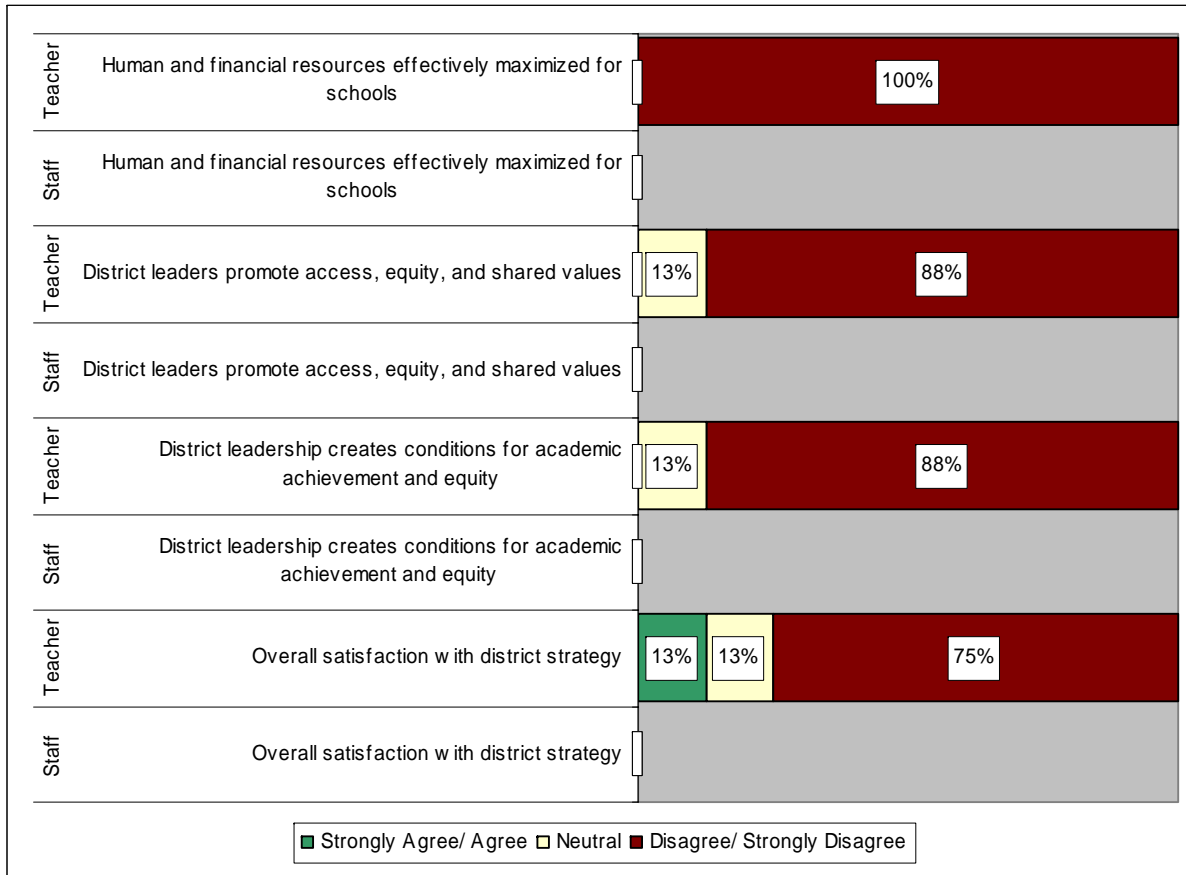 Teacher
Human and financial resources effectively maximized for
schools
100%
Staff
Human and financial resources effectively maximized for
schools
Teacher
District leaders promote access, equity, and shared values
13%
88%
Staff
District leaders promote access, equity, and shared values
Teacher
District leadership creates conditions for academic
achievement and equity
13%
88%
Staff
District leadership creates conditions for academic
achievement and equity
Teacher
Overall satisfaction with district strategy
13%
13%
75%
Staff
Overall satisfaction with district strategy
Strongly Agree/ Agree
Neutral
Disagree/ Strongly Disagree